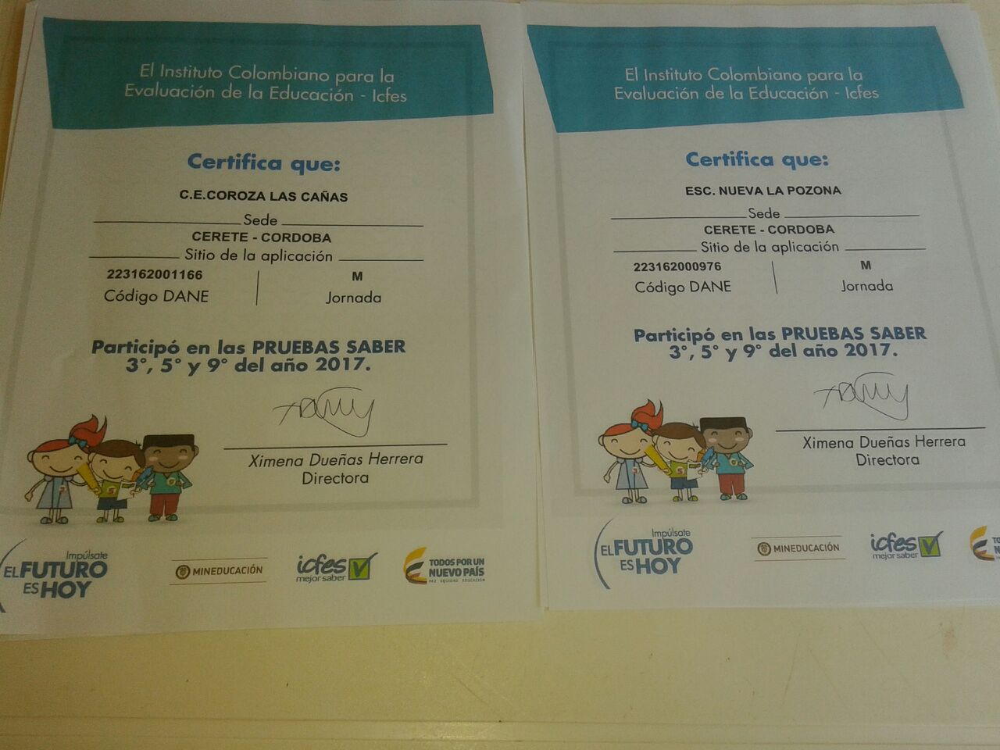 El Instituto Colombiano para la
Evaluación de la Educación - Icfes
Certifica que:
C.E.COROZA LAS CAÑAS
Sede
CERETE - CORDOBA
Sitio de la aplicación
223162001166
M
Código DANE
Jornada
Participó en las PRUEBAS SABER
3°, 5° y 9° del año 2017.
Ximena Dueñas Herrera
Directora
Impúlsate
EL FUTURO
ES HOY
MINEDUCACIÓN
icfes
mejor saber
TODOS POR UN
NUEVO PAÍS
PAZ EQUIDAD EDUCACIÓN
El Instituto Colombiano para la
Evaluación de la Educación - Icfes
Certifica que:
ESC. NUEVA LA POZONA
Sede
CERETE - CORDOBA
Sitio de la aplicación
223162000976
M
Código DANE
Jornada
Participó en las PRUEBAS SABER
3°, 5° y 9° del año 2017.
Ximena Dueñas Herrera
Directora
Impúlsate
EL FUTURO
ES HOY
MINEDUCACIÓN
icfes
mejor saber